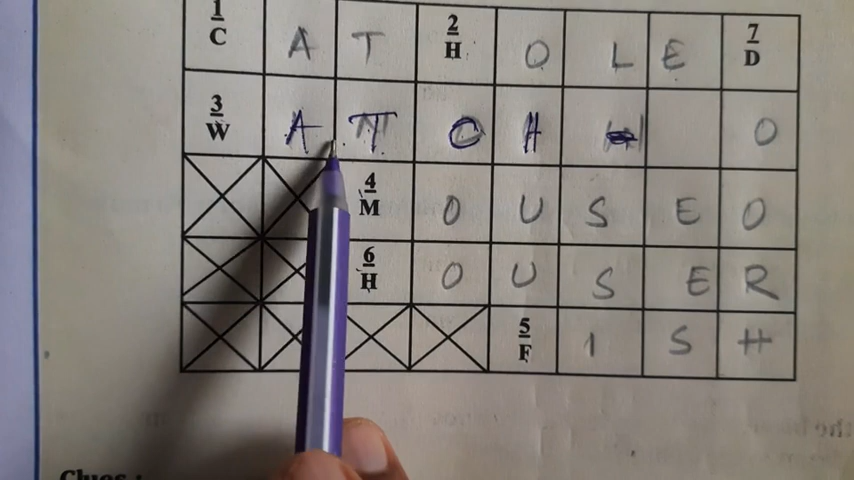 1 C A T 2 H O L E 7 D
3 W A T C H O
4 M O U S E O
6 H O U S E R
5 F I S H
Clues :